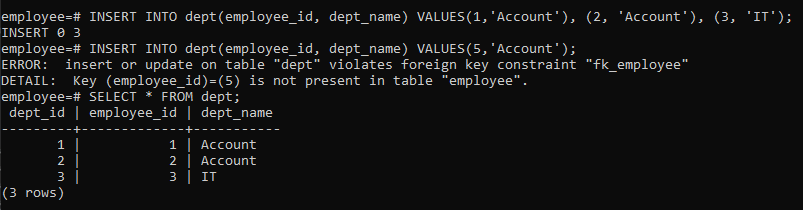 employee=# INSERT INTO dept(employee_id, dept_name) VALUES(1,'Account'), (2, 'Account'), (3, 'IT');
INSERT 0 3
employee=# INSERT INTO dept(employee_id, dept_name) VALUES(5,'Account');
ERROR:  insert or update on table "dept" violates foreign key constraint "fk_employee"
DETAIL:  Key (employee_id)=(5) is not present in table "employee".
employee=# SELECT * FROM dept;
 dept_id | employee_id | dept_name
---------+-------------+-----------
       1 |           1 | Account
       2 |           2 | Account
       3 |           3 | IT
(3 rows)